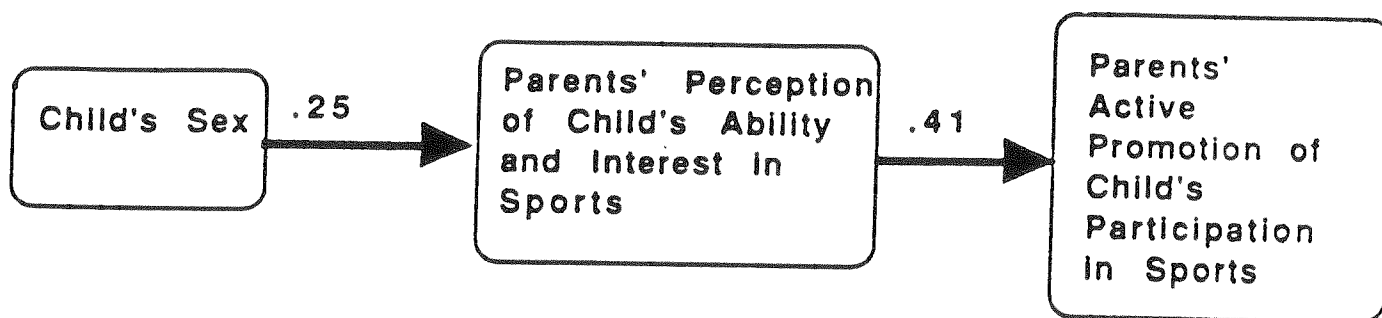 Child's Sex
.25
Parents' Perception
of Child's Ability
and Interest in
Sports
.41
Parents'
Active
Promotion of
Child's
Participation
in Sports